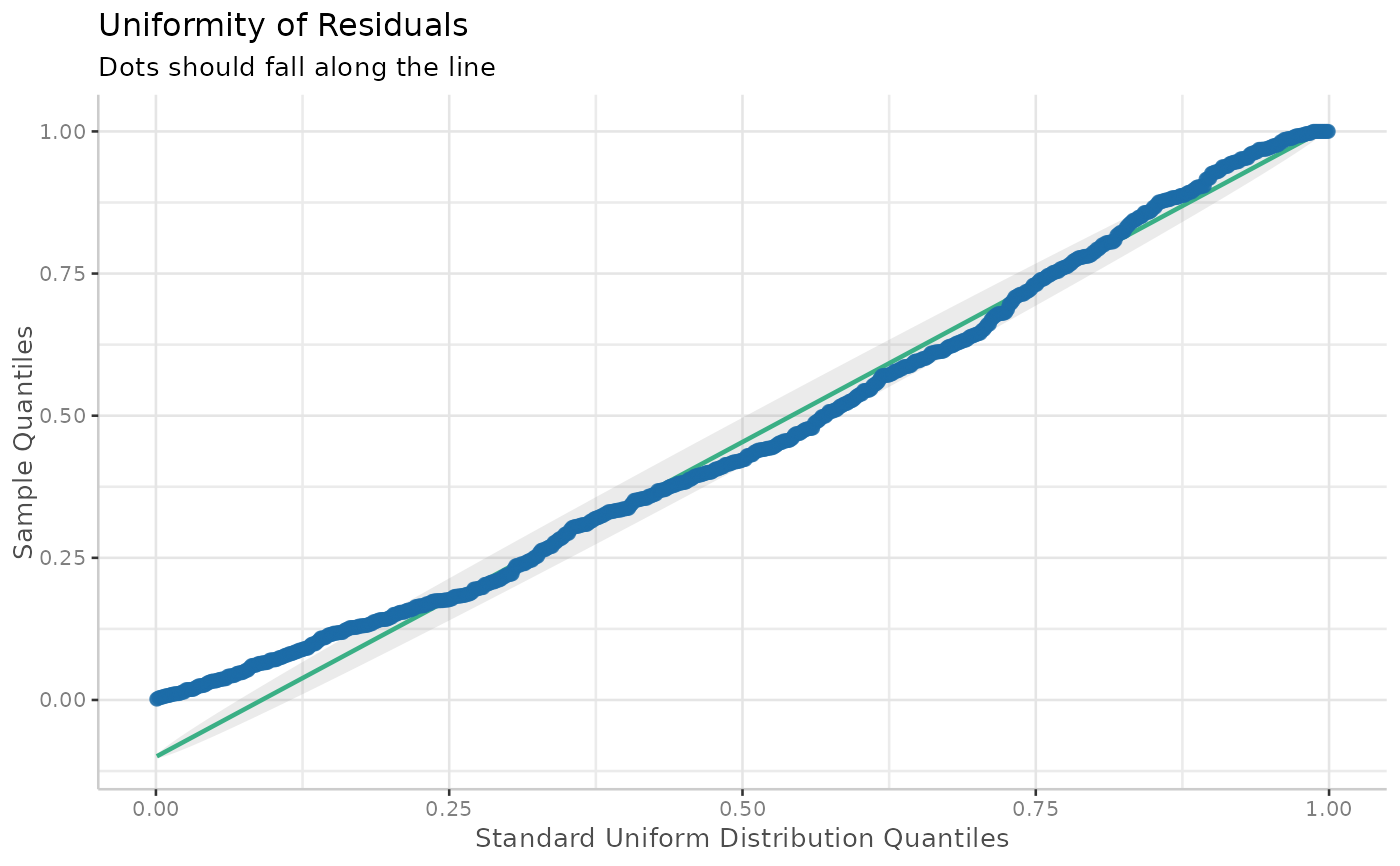 Uniformity of Residuals
Dots should fall along the line
Sample Quantiles
1.00
0.75
0.50
0.25
0.00
0.00 0.25 0.50 0.75 1.00
Standard Uniform Distribution Quantiles